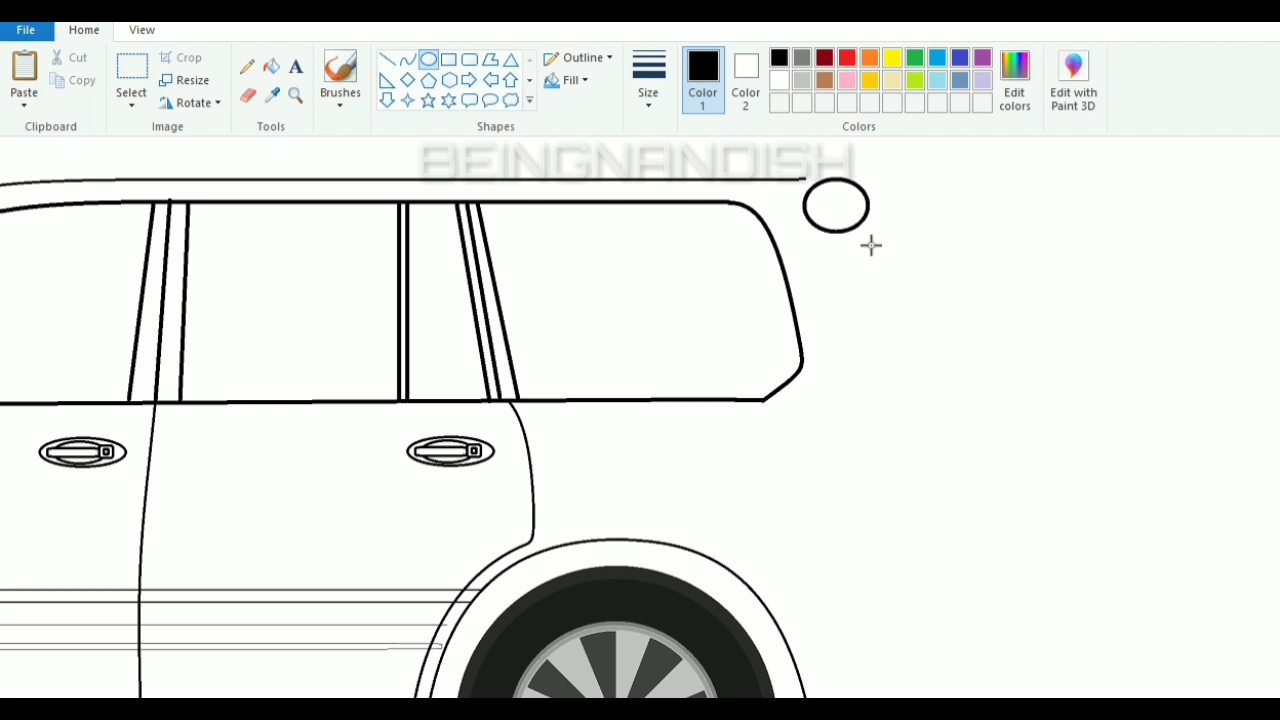 File Home View
Paste
Cut
Copy
Clipboard
Select
Crop
Resize
Rotate
Image
A
Tools
Brushes
Outline
Fill
Shapes
Size
Color
1
Color
2
Edit
colors
Colors
Edit with
Paint 3D
BEINGNANDISH